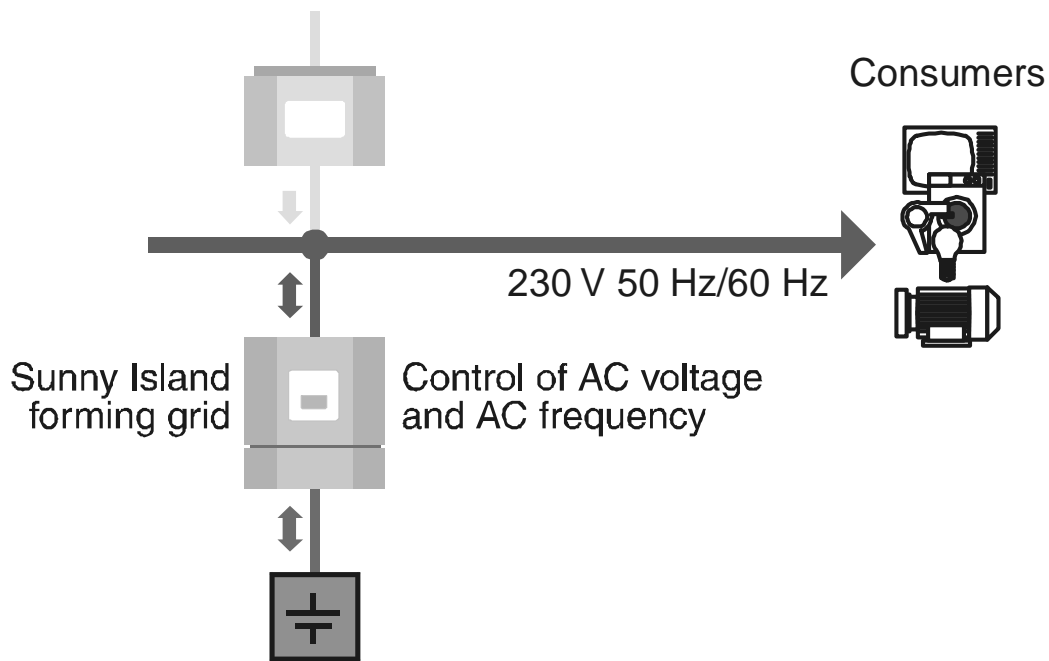 Consumers
230 V 50 Hz/60 Hz
Sunny Island
forming grid
Control of AC voltage
and AC frequency